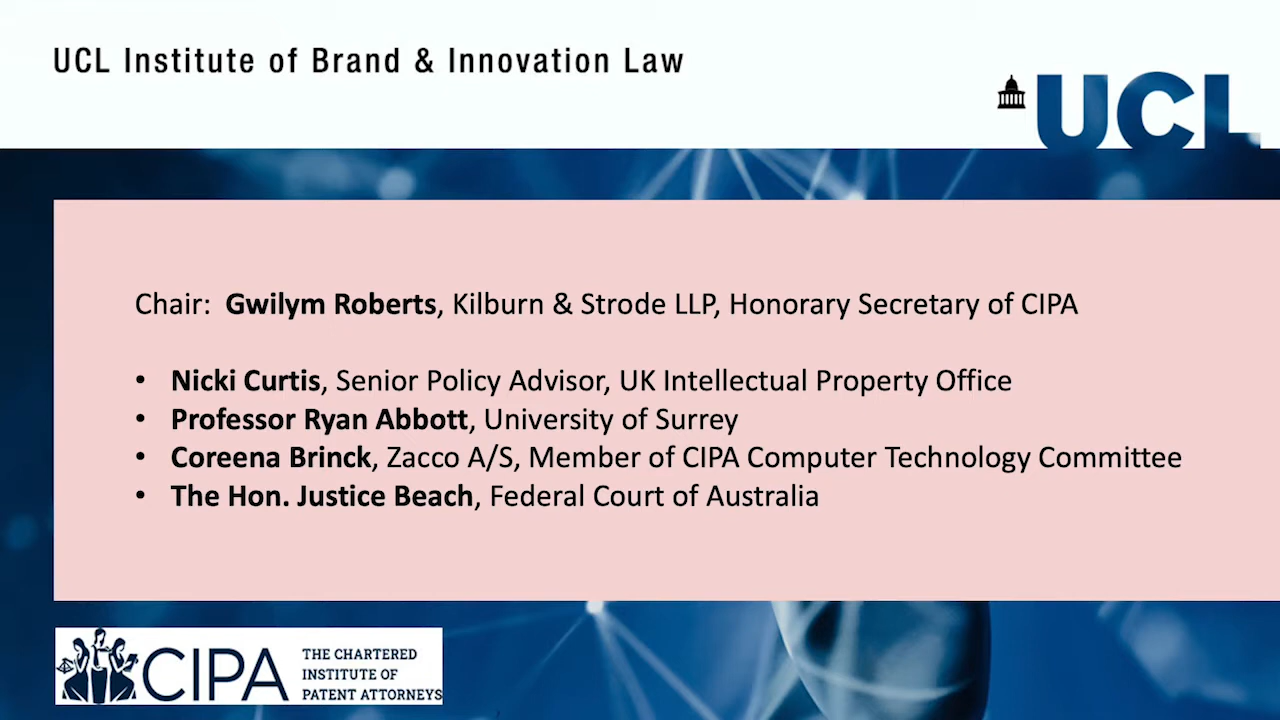 UCL Institute of Brand & Innovation Law
UCL
Chair: Gwilym Roberts, Kilburn & Strode LLP, Honorary Secretary of CIPA
• Nicki Curtis, Senior Policy Advisor, UK Intellectual Property Office
• Professor Ryan Abbott, University of Surrey
• Coreena Brinck, Zacco A/S, Member of CIPA Computer Technology Committee
• The Hon. Justice Beach, Federal Court of Australia
CIPA
THE CHARTERED
INSTITUTE OF
PATENT ATTORNEYS